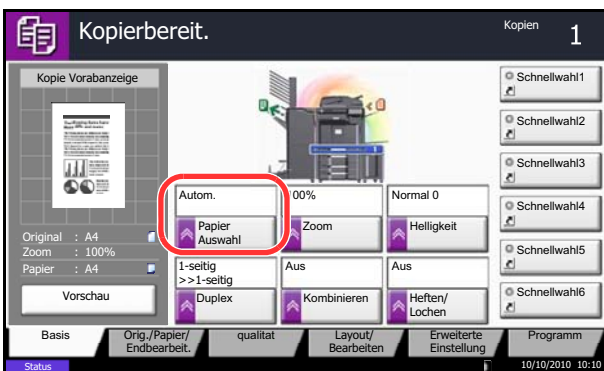 Kopierbereit.
Kopien 1
Kopie Vorabanzeige
Original : A4
Zoom : 100%
Papier : A4
Vorschau
Autom.
Papier
Auswahl
100%
Zoom
Normal 0
Helligkeit
1-seitig
>>1-seitig
Duplex
Aus
Kombinieren
Aus
Heften/
Lochen
Schnellwahl1
Schnellwahl2
Schnellwahl3
Schnellwahl4
Schnellwahl5
Schnellwahl6
Basis
Orig./Papier/
Endbearbeit.
qualitat
Layout/
Bearbeiten
Erweiterte
Einstellung
Programm
Status
10/10/2010 10:10